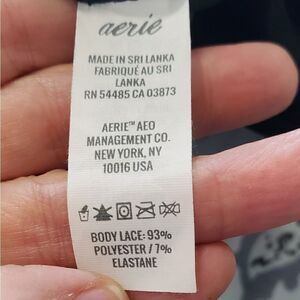 aerie
MADE IN SRI LANKA
FABRIQUÉ AU SRI
LANKA
RN 54485 CA 03873
AERIE™ AEO
MANAGEMENT CO.
NEW YORK, NY
10016 USA
BODY LACE: 93%
POLYESTER / 7%
ELASTANE